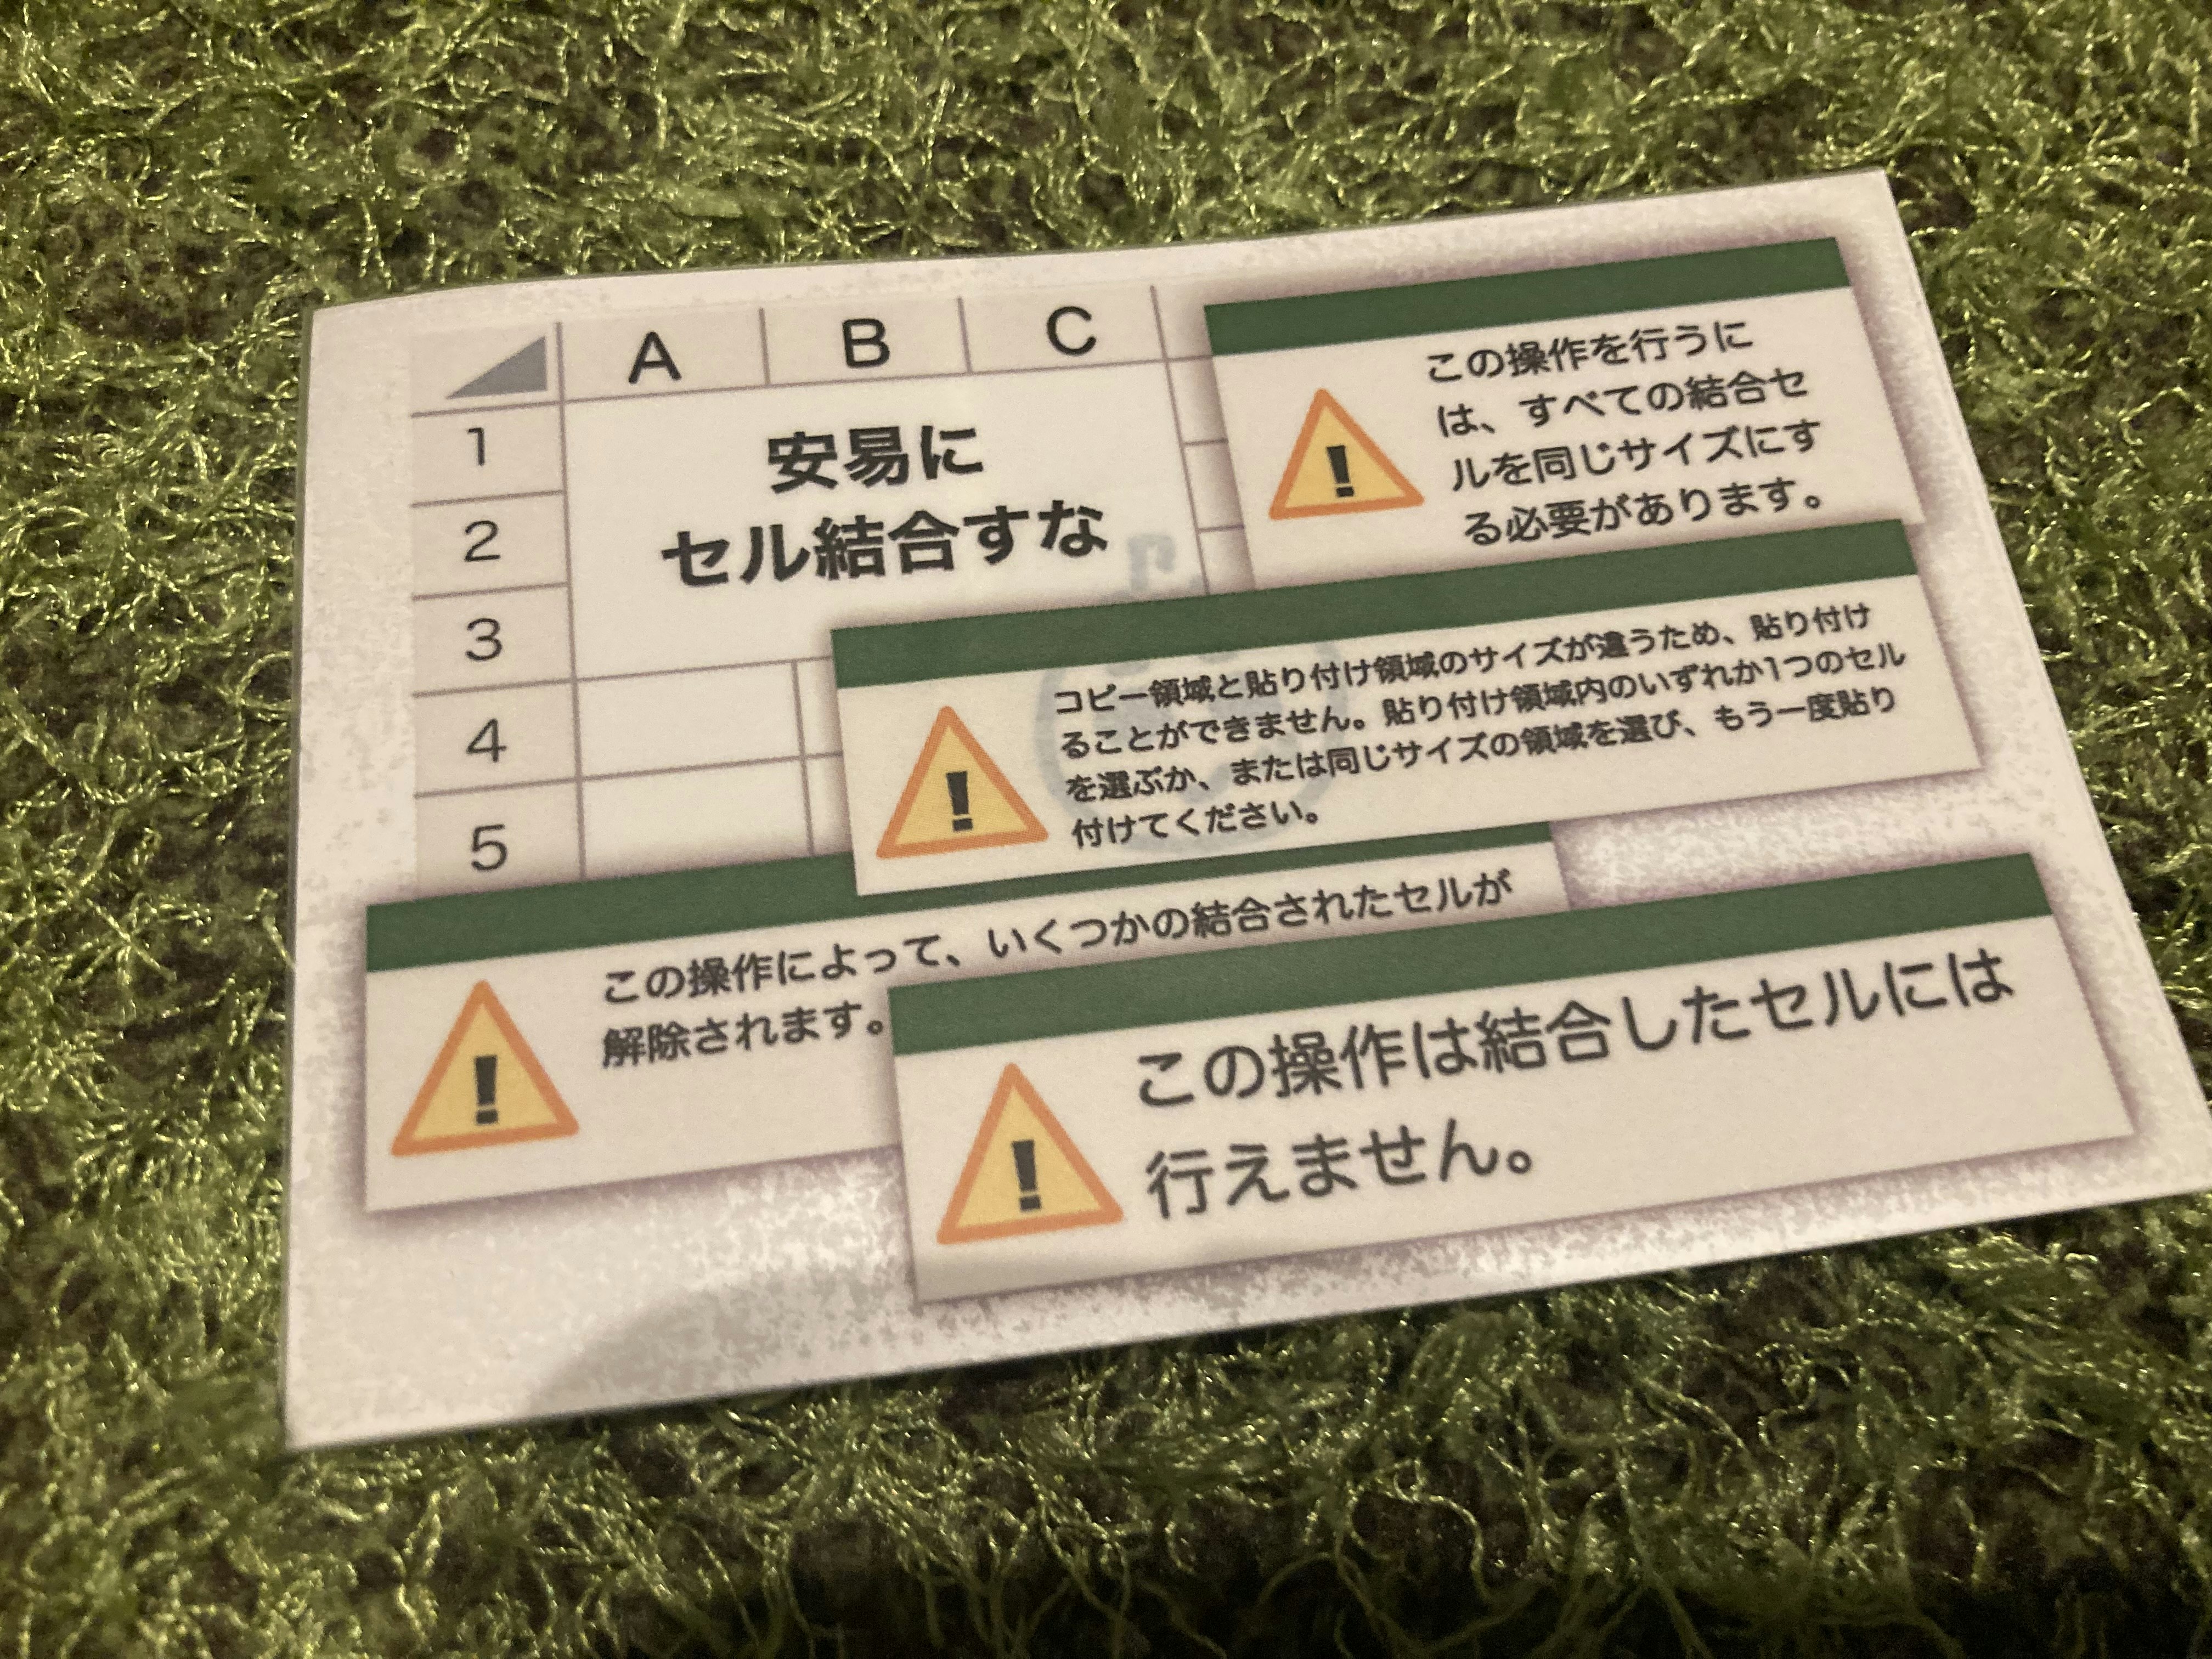 A B C
1
2
3
4
5
安易に
セル結合すな
この操作を行うに
は、すべての結合セ
ルを同じサイズにす
る必要があります。
コピー領域と貼り付け領域のサイズが違うため、貼り付け
ることができません。貼り付け領域内のいずれか1つのセル
を選ぶか、または同じサイズの領域を選び、もう一度貼り
付けてください。
この操作によって、いくつかの結合されたセルが
解除されます。
この操作は結合したセルには
行えません。